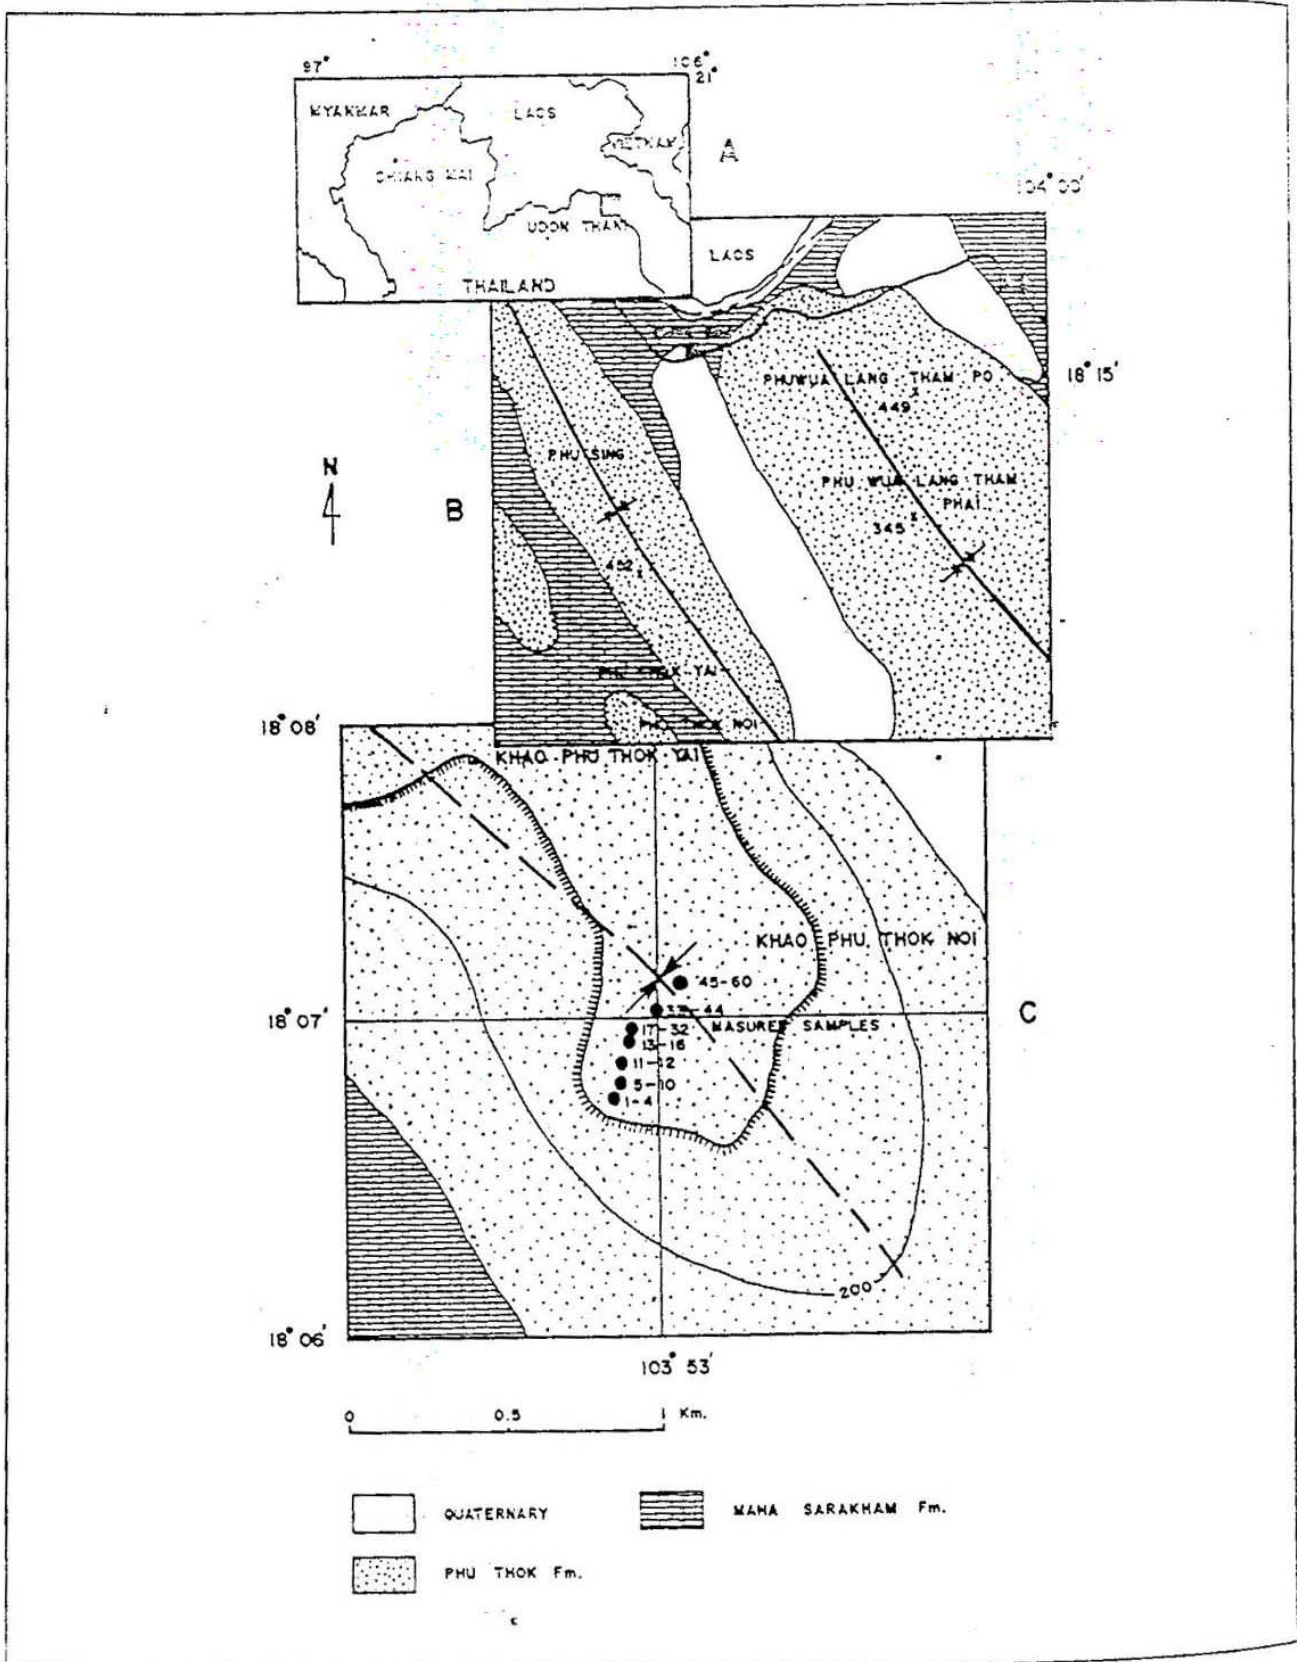 97°
106°
21°
MYANMAR
LAOS
VIETNAM
A
CHIANG MAI
UDON THANI
THAILAND
104° 00'
LAOS
18° 15'
PHUWUA LANG THAM PO
449
PHU SING
N
B
PHU WUA LANG THAM
PHAI
345
452
PHU THOK YAI
PHU THOK NOI
18° 08'
KHAO PHU THOK YAI
KHAO PHU THOK NOI
45-60
33-44
18° 07'
C
17-32 MASURED SAMPLES
13-16
11-12
5-10
1-4
200
18° 06'
103° 53'
0 0.5 1 Km.
QUATERNARY
MAHA SARAKHAM Fm.
PHU THOK Fm.